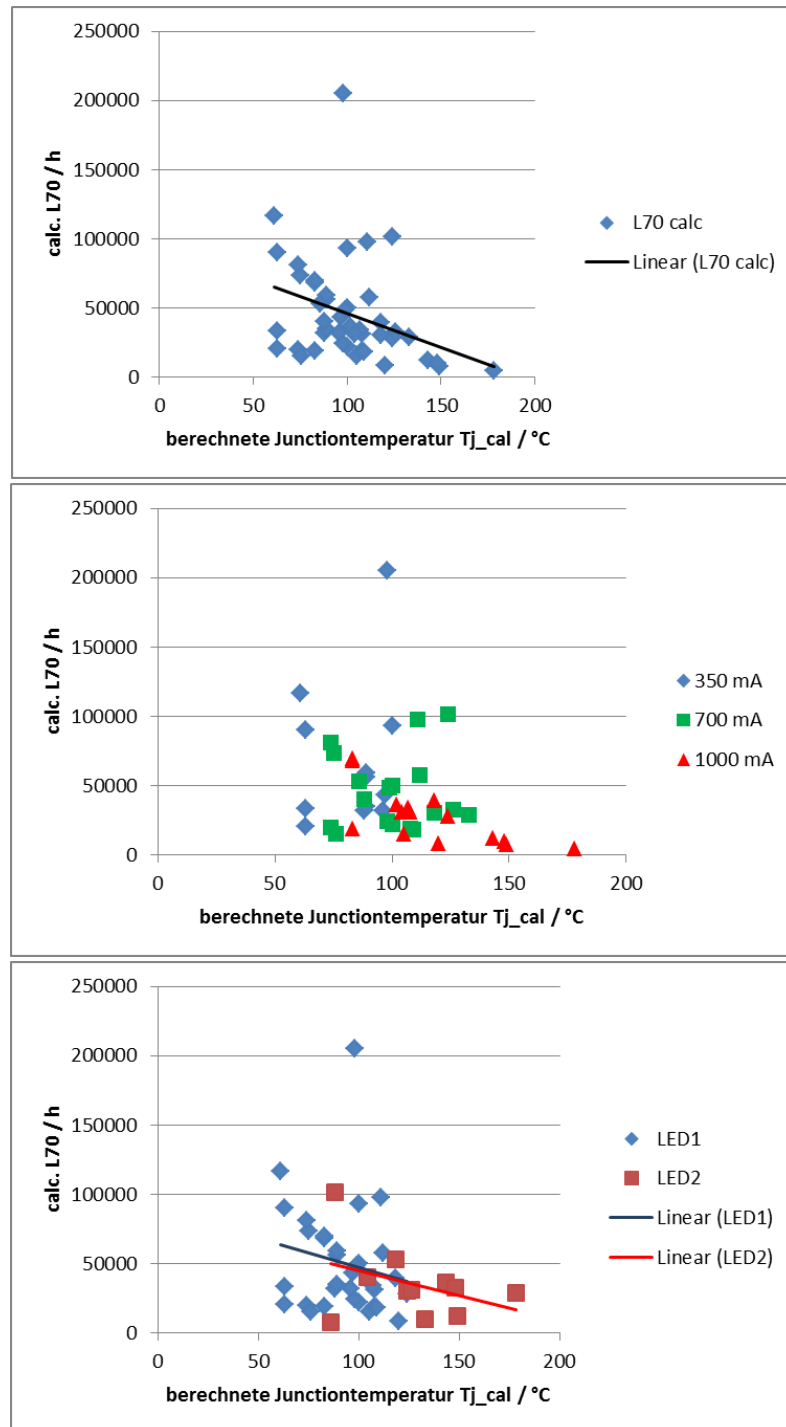 250000
200000
150000
100000
50000
0
calc. L70 / h
0 50 100 150 200
berechnete Junctiontemperatur Tj_cal / °C
L70 calc
Linear (L70 calc)
250000
200000
150000
100000
50000
0
calc. L70 / h
0 50 100 150 200
berechnete Junctiontemperatur Tj_cal / °C
350 mA
700 mA
1000 mA
250000
200000
150000
100000
50000
0
calc. L70 / h
0 50 100 150 200
berechnete Junctiontemperatur Tj_cal / °C
LED1
LED2
Linear (LED1)
Linear (LED2)